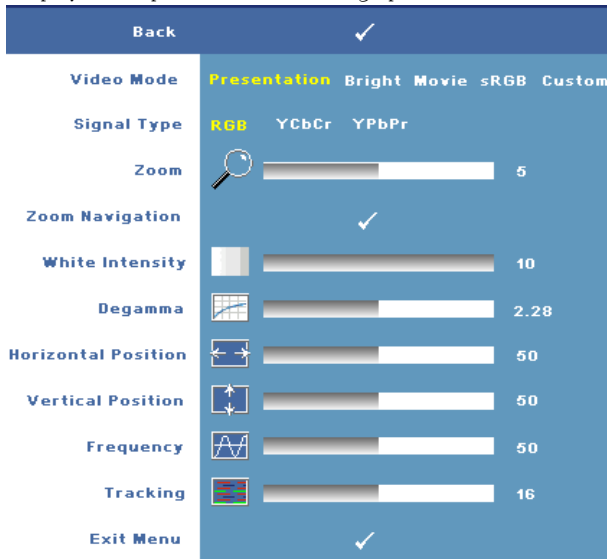 Back
Video Mode Presentation Bright Movie sRGB Custom
Signal Type RGB YCbCr YPbPr
Zoom 5
Zoom Navigation
White Intensity 10
Degamma 2.28
Horizontal Position 50
Vertical Position 50
Frequency 50
Tracking 16
Exit Menu